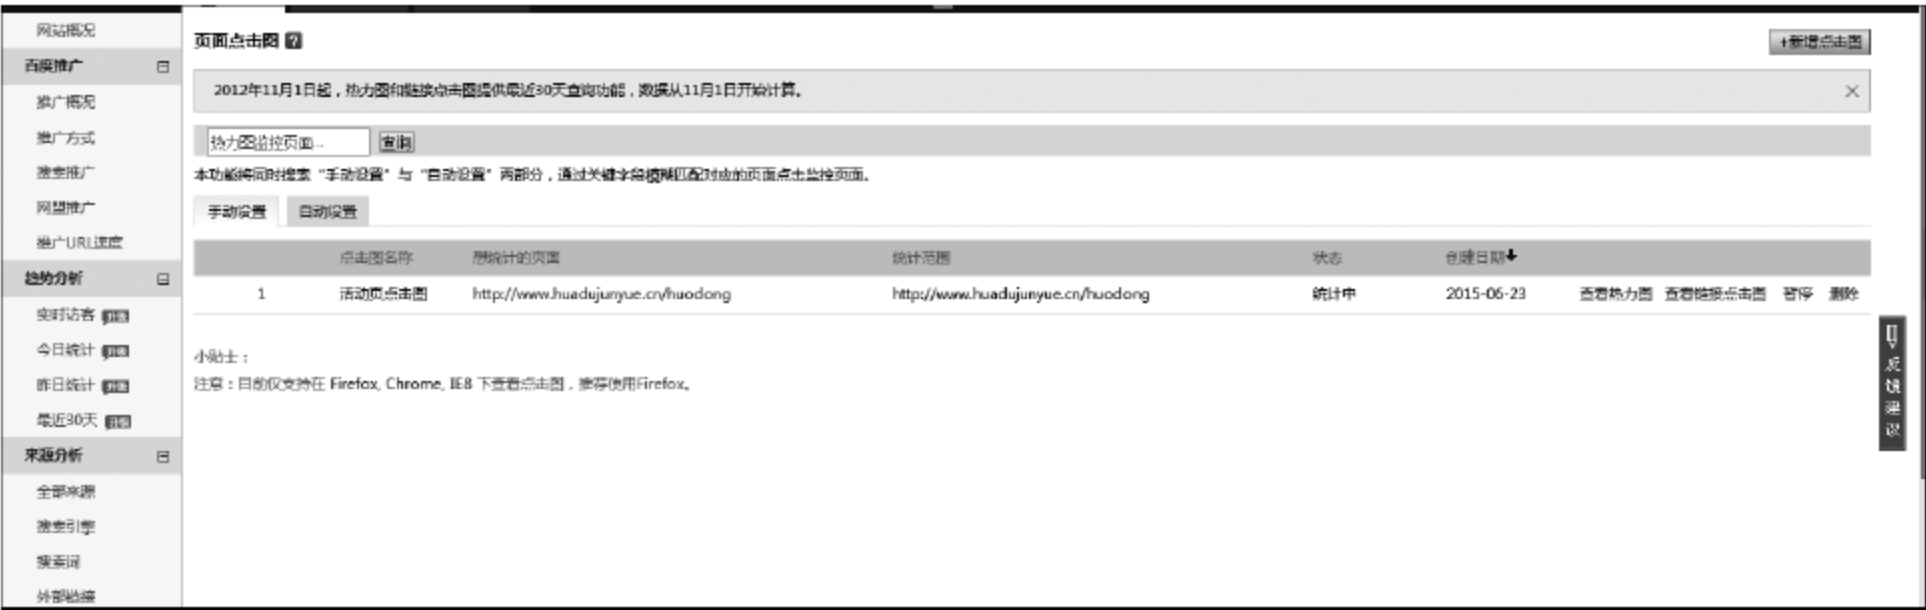 网站概况
百度推广
推广概况
推广方式
搜索推广
网盟推广
推广URL速度
趋势分析
实时访客 升级
今日统计 升级
昨日统计 升级
最近30天 升级
来源分析
全部来源
搜索引擎
搜索词
外部链接
页面点击图 ?
+新增点击图
2012年11月1日起，热力图和链接点击图提供最近30天查询功能，数据从11月1日开始计算。 ×
热力图监控页面... 查询
本功能将同时搜索“手动设置”与“自动设置”两部分，通过关键字段模糊匹配对应的页面点击监控页面。
手动设置 自动设置
点击图名称 想统计的页面 统计范围 状态 创建日期
1 活动页点击图 http://www.huadujunyue.cn/huodong http://www.huadujunyue.cn/huodong 统计中 2015-06-23 查看热力图 查看链接点击图 暂停 删除
小贴士：
注意：目前仅支持在 Firefox, Chrome, IE8 下查看点击图，推荐使用Firefox。
反馈建议